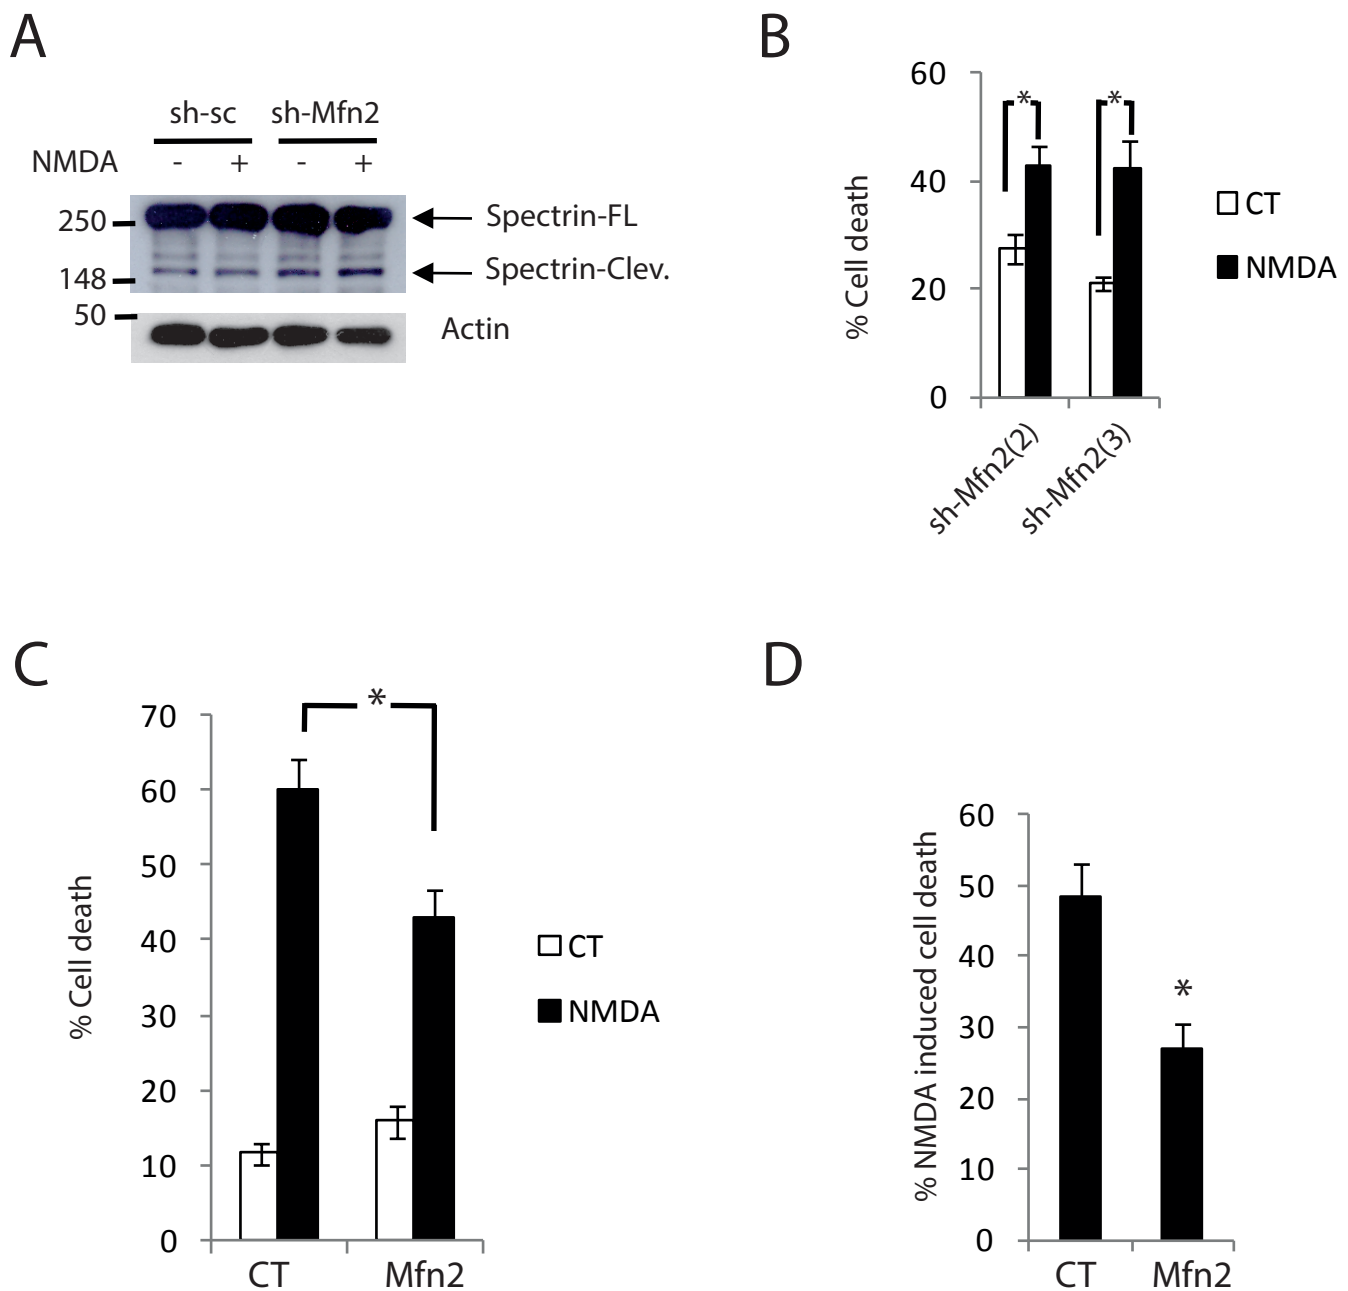 A
sh-sc sh-Mfn2
NMDA - + - +
250 Spectrin-FL
148 Spectrin-Clev.
50 Actin
B
% Cell death
60
40
20
0
*
*
CT
NMDA
sh-Mfn2(2)
sh-Mfn2(3)
C
% Cell death
70
60
50
40
30
20
10
0
*
CT
NMDA
CT Mfn2
D
% NMDA induced cell death
60
50
40
30
20
10
0
*
CT Mfn2